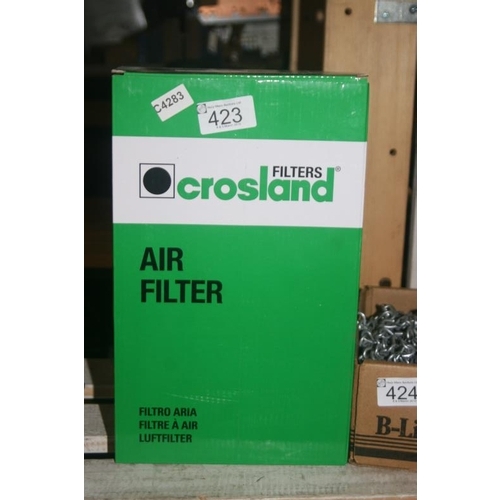 C4283
423
FILTERS
crosland®
AIR
FILTER
FILTRO ARIA
FILTRE À AIR
LUFTFILTER
424